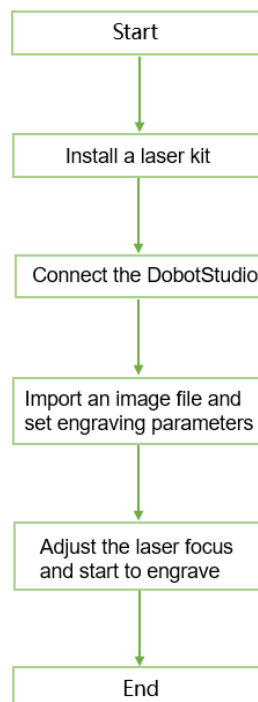 Start
Install a laser kit
Connect the DobotStudio
Import an image file and
set engraving parameters
Adjust the laser focus
and start to engrave
End